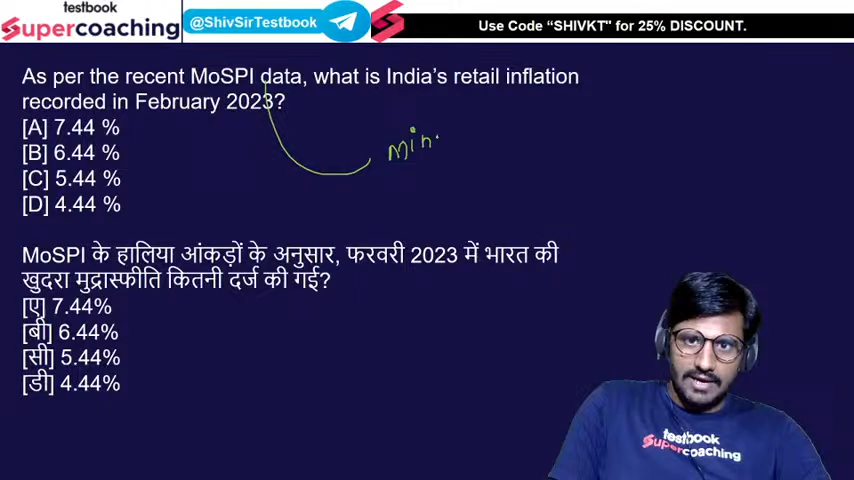 testbook
Supercoaching
@ShivSirTestbook
Use Code “SHIVKT" for 25% DISCOUNT.
As per the recent MoSPI data, what is India’s retail inflation
recorded in February 2023?
[A] 7.44 %
[B] 6.44 %
[C] 5.44 %
[D] 4.44 %
Min
MoSPI के हालिया आंकड़ों के अनुसार, फरवरी 2023 में भारत की
खुदरा मुद्रास्फीति कितनी दर्ज की गई?
[ए] 7.44%
[बी] 6.44%
[सी] 5.44%
[डी] 4.44%
testbook
Supercoaching